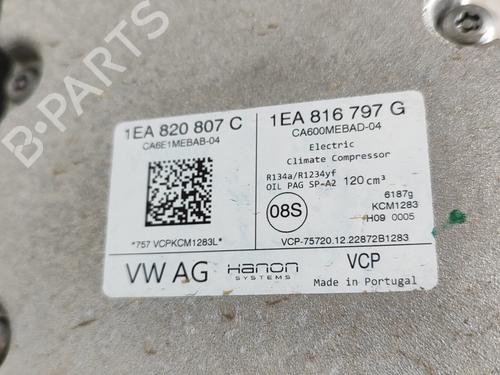 1EA 820 807 C
CA6E1MEBAB-04
*757 VCPKCM1283L*
1EA 816 797 G
CA600MEBAD-04
Electric
Climate Compressor
R134a/R1234yf
OIL PAG SP-A2 120 cm³
08S
6187g
KCM1283
H09 0005
VCP-75720.12.22872B1283
VW AG
Hanon
SYSTEMS
VCP
Made in Portugal